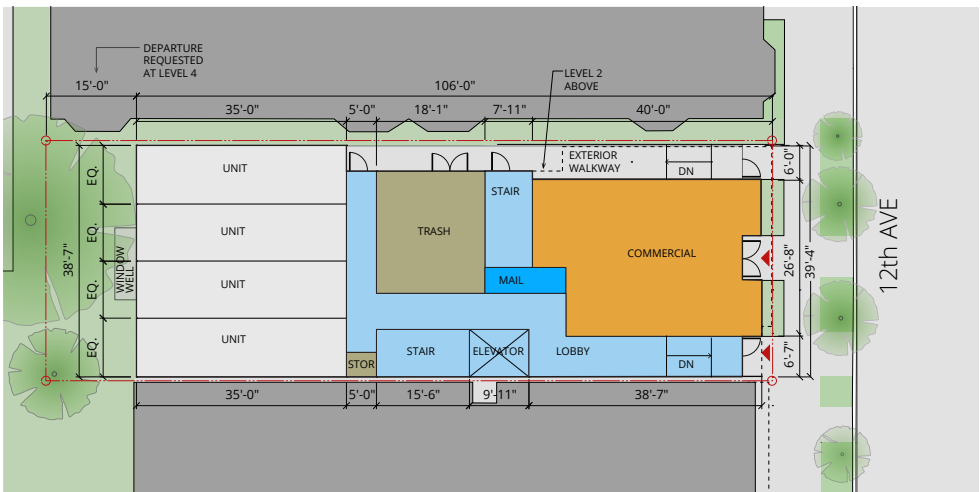 DEPARTURE
REQUESTED
AT LEVEL 4
LEVEL 2
ABOVE
15'-0"
106'-0"
35'-0"
5'-0"
18'-1"
7'-11"
40'-0"
EXTERIOR
WALKWAY
DN
6'-0"
UNIT
STAIR
EQ.
TRASH
UNIT
EQ.
COMMERCIAL
12th AVE
38'-7"
WINDOW
WELL
26'-8"
39'-4"
MAIL
UNIT
EQ.
UNIT
EQ.
STOR
STAIR
ELEVATOR
LOBBY
DN
6'-7"
35'-0"
5'-0"
15'-6"
9'-11"
38'-7"